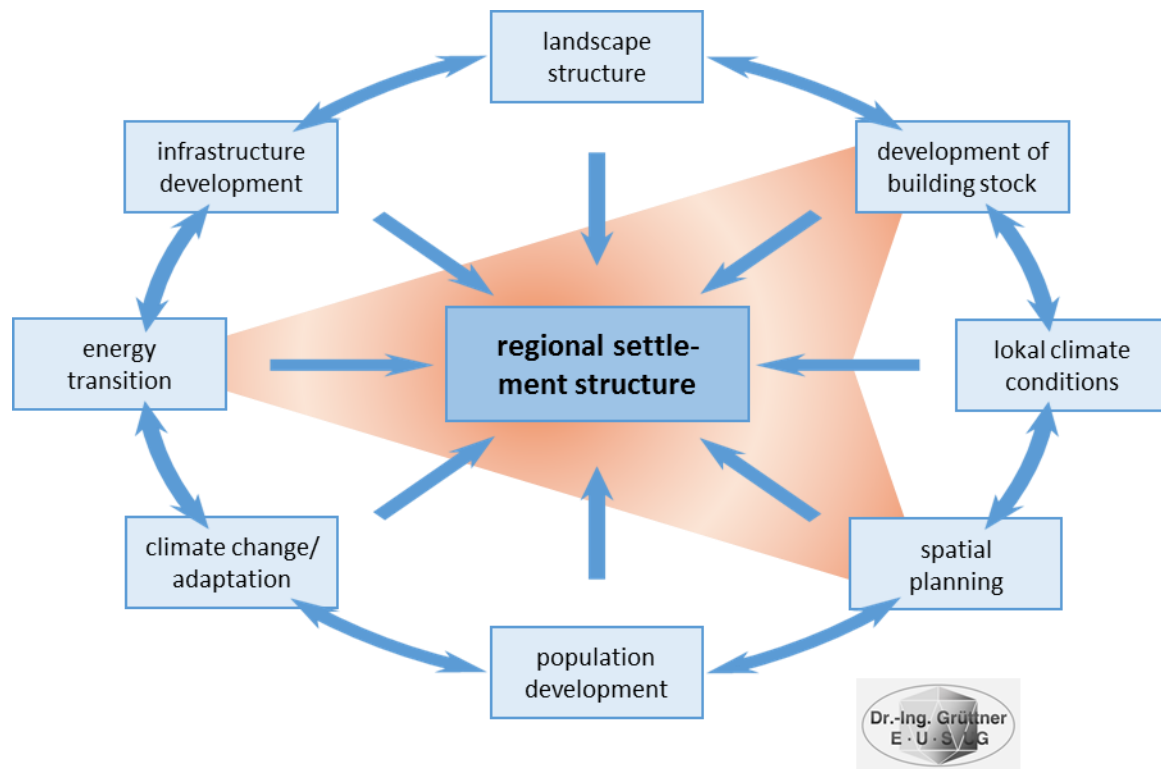 landscape
structure
infrastructure
development
development of
building stock
energy
transition
regional settle-
ment structure
lokal climate
conditions
climate change/
adaptation
spatial
planning
population
development
Dr.-Ing. Grüttner
E · U · S UG